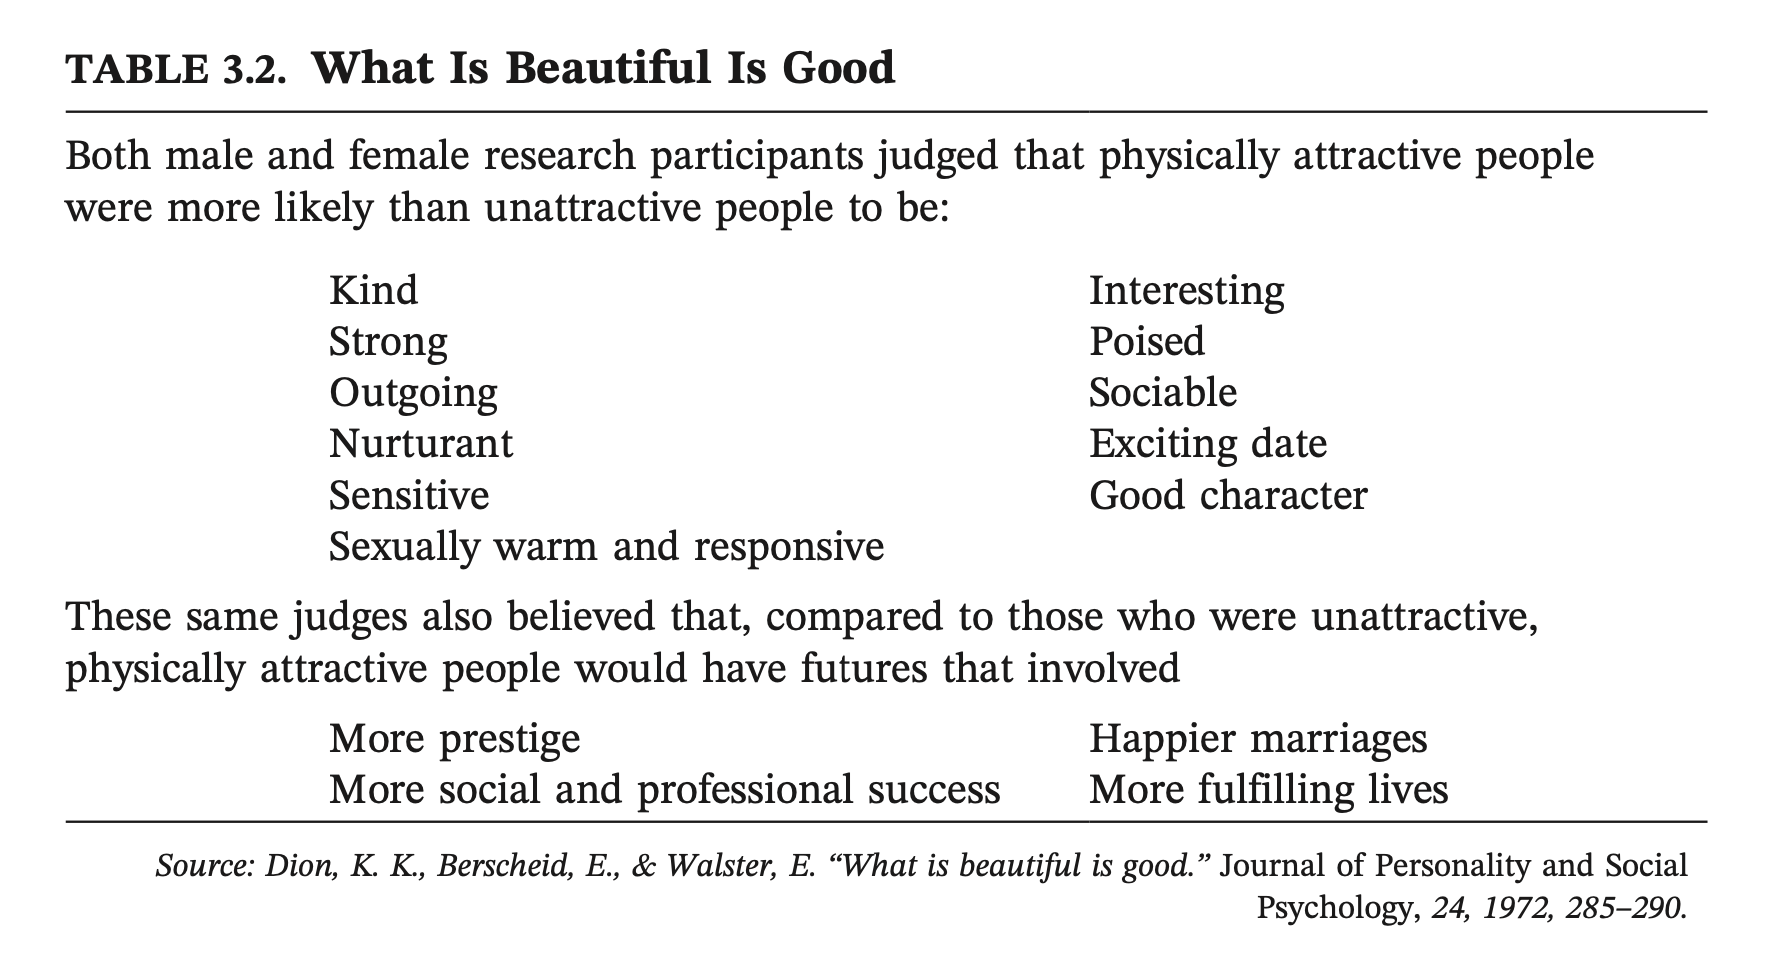 TABLE 3.2. What Is Beautiful Is Good
Both male and female research participants judged that physically attractive people
were more likely than unattractive people to be:
Kind
Strong
Outgoing
Nurturant
Sensitive
Sexually warm and responsive
Interesting
Poised
Sociable
Exciting date
Good character
These same judges also believed that, compared to those who were unattractive,
physically attractive people would have futures that involved
More prestige
More social and professional success
Happier marriages
More fulfilling lives
Source: Dion, K. K., Berscheid, E., & Walster, E. “What is beautiful is good.” Journal of Personality and Social
Psychology, 24, 1972, 285–290.